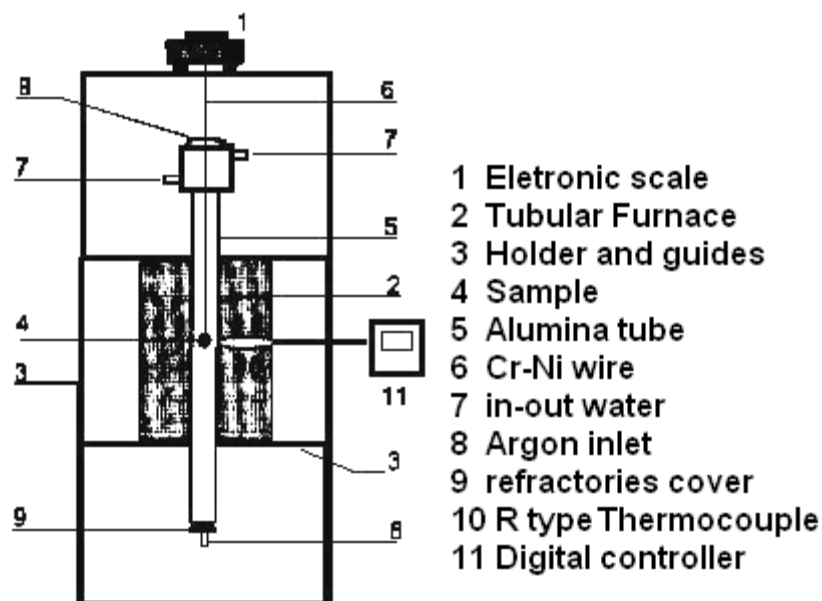 1
8
6
7
7
5
2
4
3
11
3
9
8
1 Eletronic scale
2 Tubular Furnace
3 Holder and guides
4 Sample
5 Alumina tube
6 Cr-Ni wire
7 in-out water
8 Argon inlet
9 refractories cover
10 R type Thermocouple
11 Digital controller